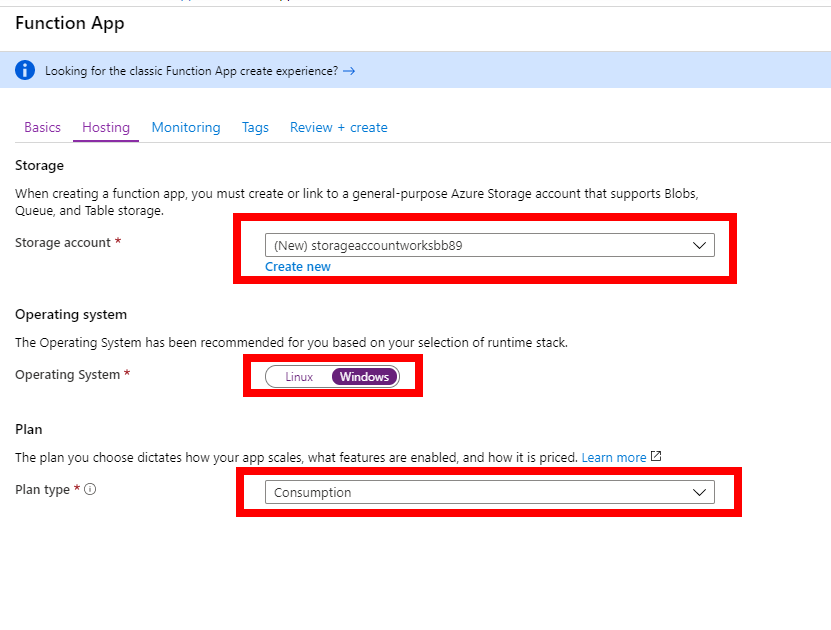 Function App
Looking for the classic Function App create experience? →
Basics Hosting Monitoring Tags Review + create
Storage
When creating a function app, you must create or link to a general-purpose Azure Storage account that supports Blobs,
Queue, and Table storage.
Storage account *
(New) storageaccountworksbb89
Create new
Operating system
The Operating System has been recommended for you based on your selection of runtime stack.
Operating System *
Linux Windows
Plan
The plan you choose dictates how your app scales, what features are enabled, and how it is priced. Learn more
Plan type *
Consumption